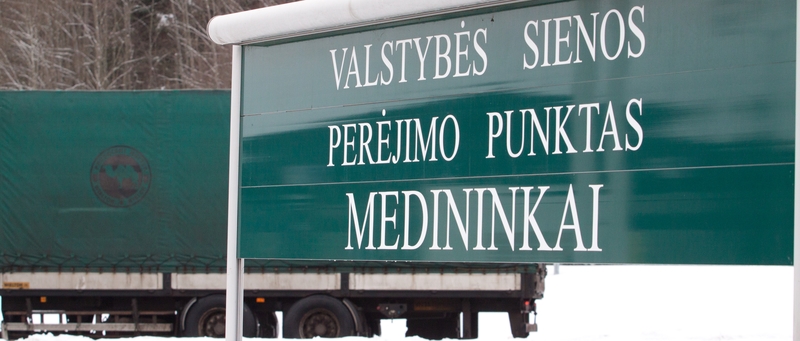 VALSTYBĖS SIENOS
PERĖJIMO PUNKTAS
MEDININKAI